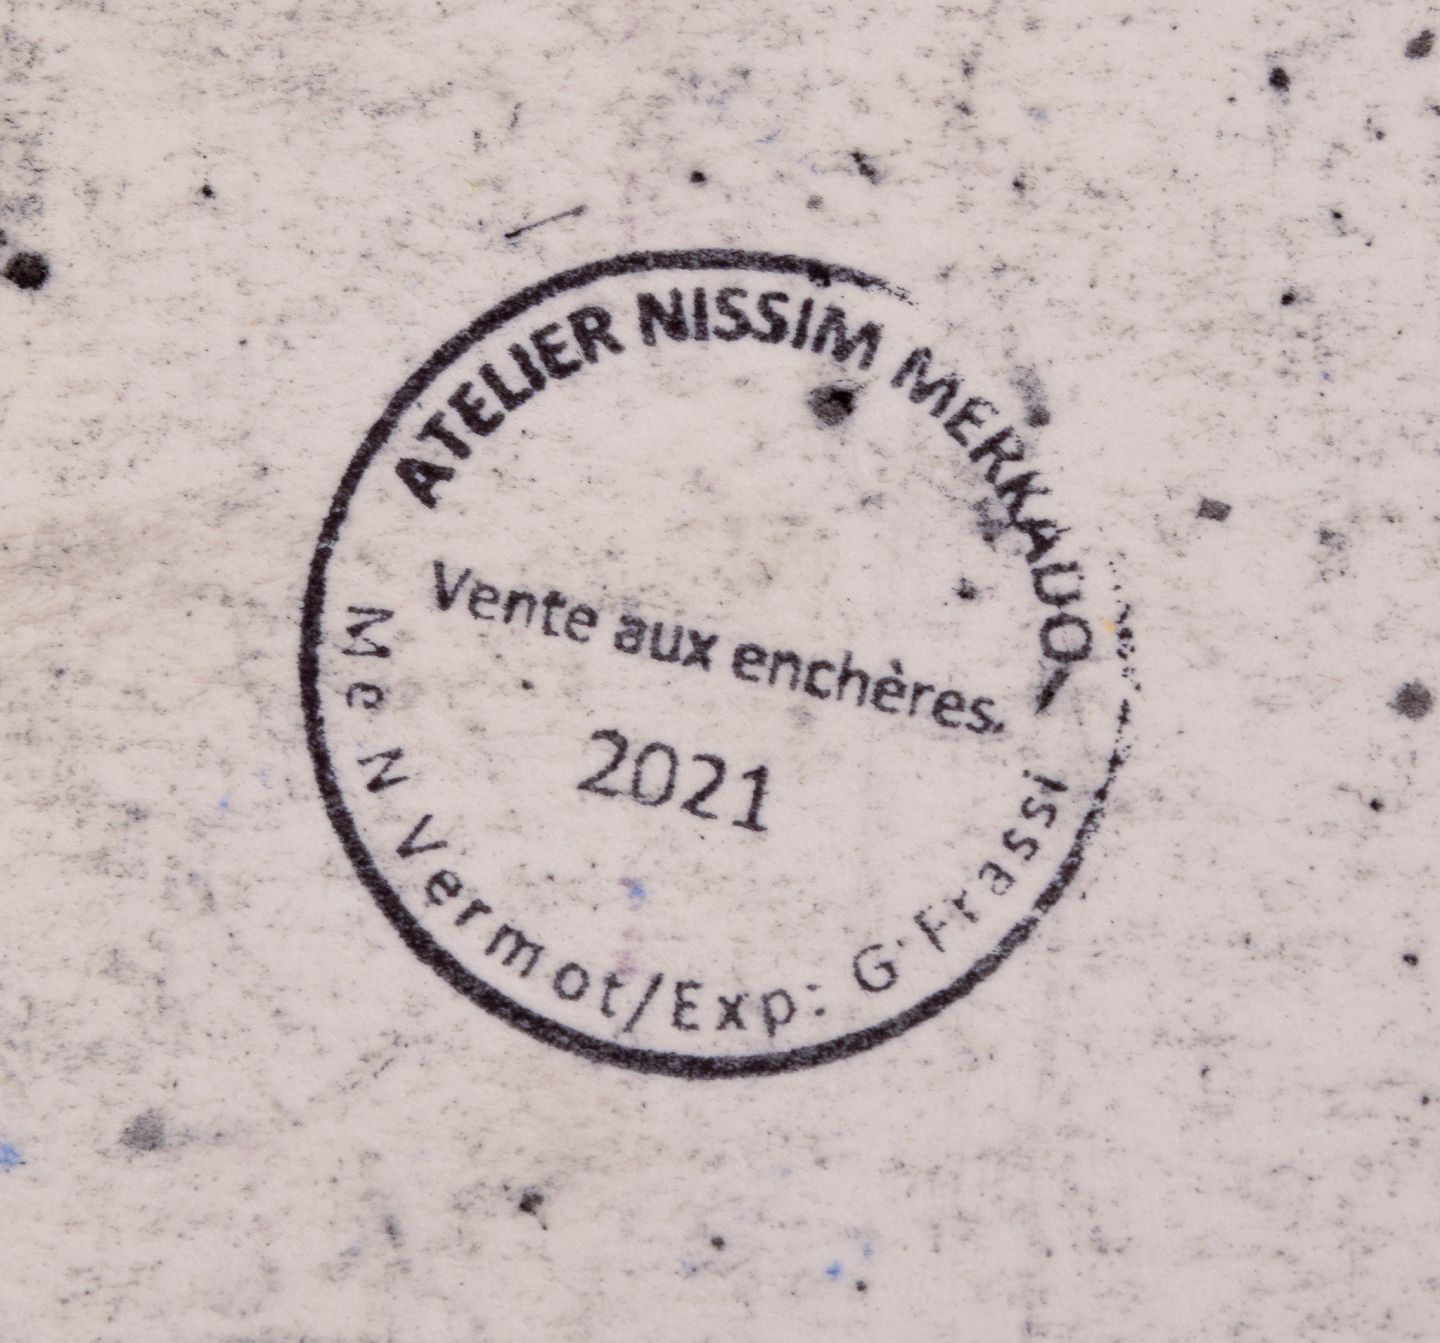 ATELIER NISSIM MERKADO
Vente aux enchères.
2021
Me N Vermot/Exp: G.Frassi